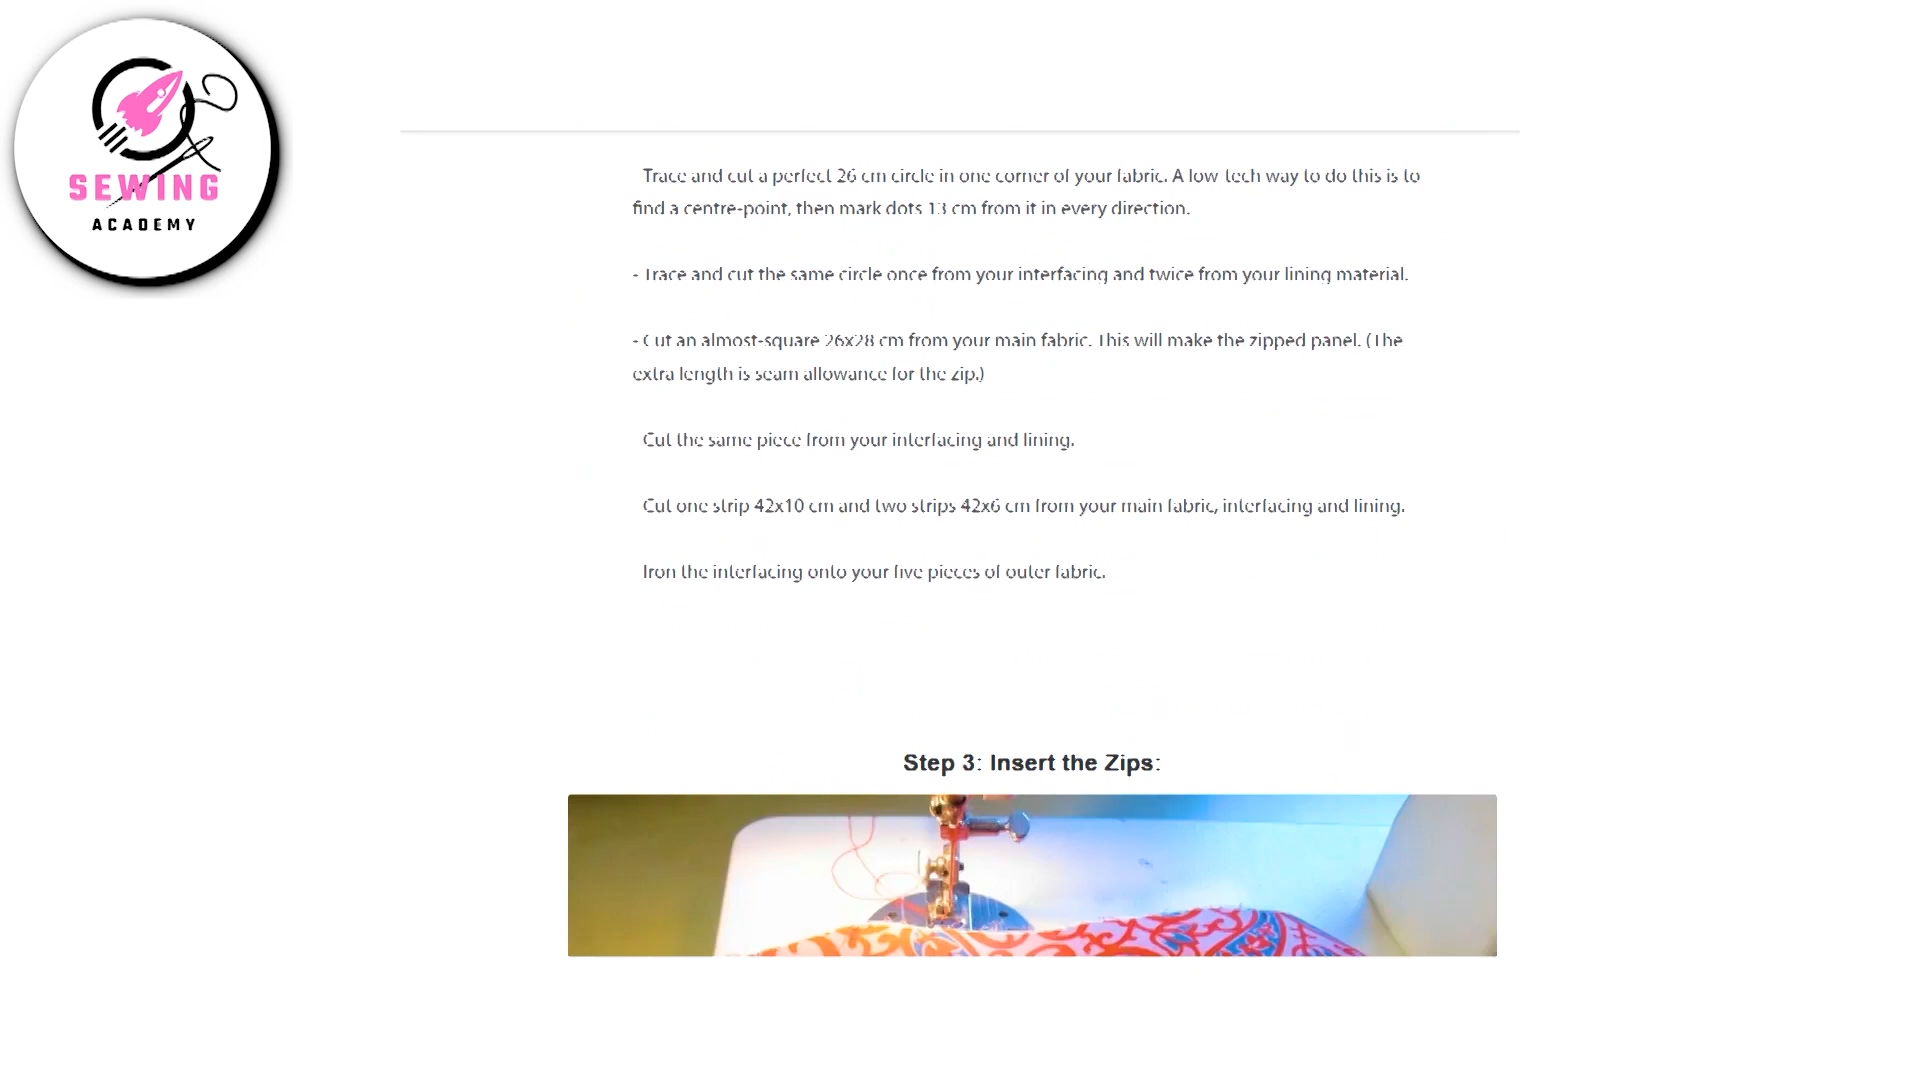 SEWING
ACADEMY
Trace and cut a perfect 26 cm circle in one corner of your fabric. A low tech way to do this is to
find a centre-point, then mark dots 13 cm from it in every direction.
- Trace and cut the same circle once from your interfacing and twice from your lining material.
- Cut an almost-square 26x28 cm from your main fabric. This will make the zipped panel. (The
extra length is seam allowance for the zip.)
Cut the same piece from your interfacing and lining.
Cut one strip 42x10 cm and two strips 42x6 cm from your main fabric, interfacing and lining.
Iron the interfacing onto your five pieces of outer fabric.
Step 3: Insert the Zips: